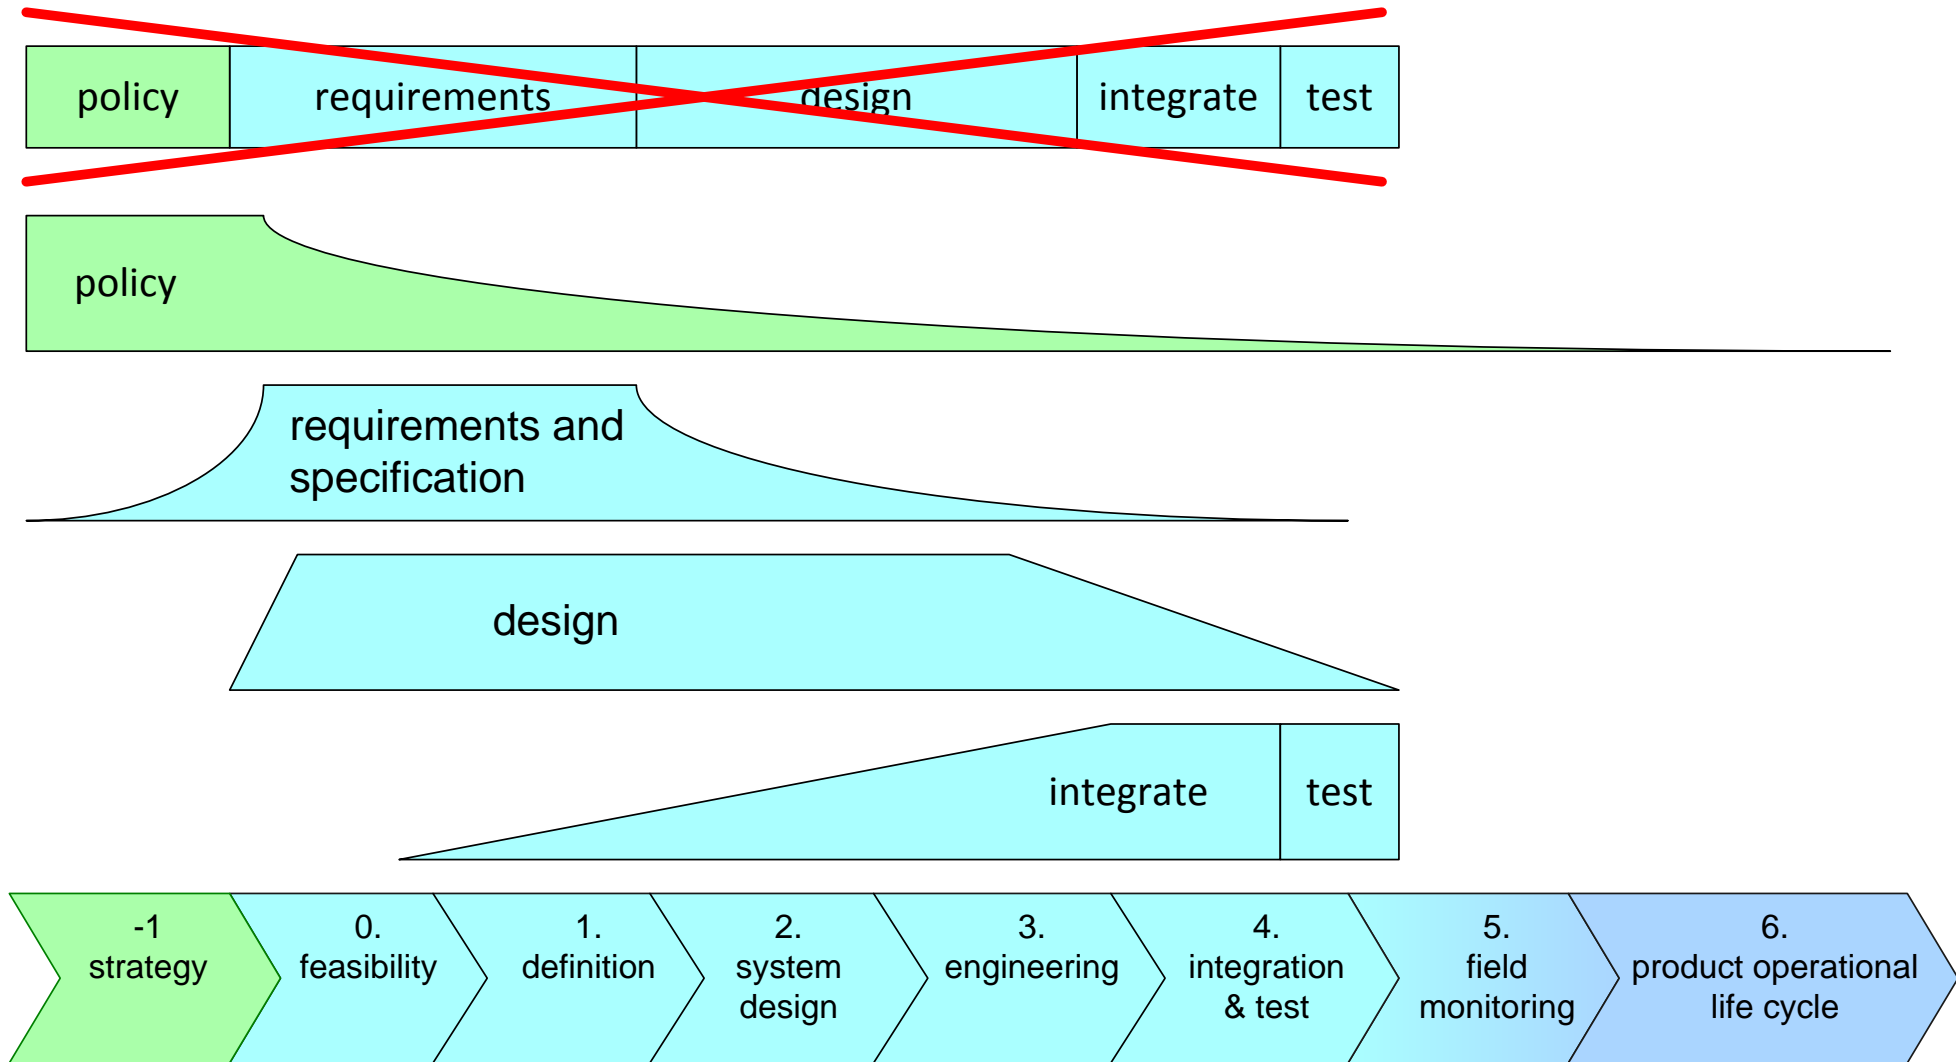 policy
requirements
design
integrate
test
policy
requirements and
specification
design
integrate
test
-1
strategy
0.
feasibility
1.
definition
2.
system
design
3.
engineering
4.
integration
& test
5.
field
monitoring
6.
product operational
life cycle